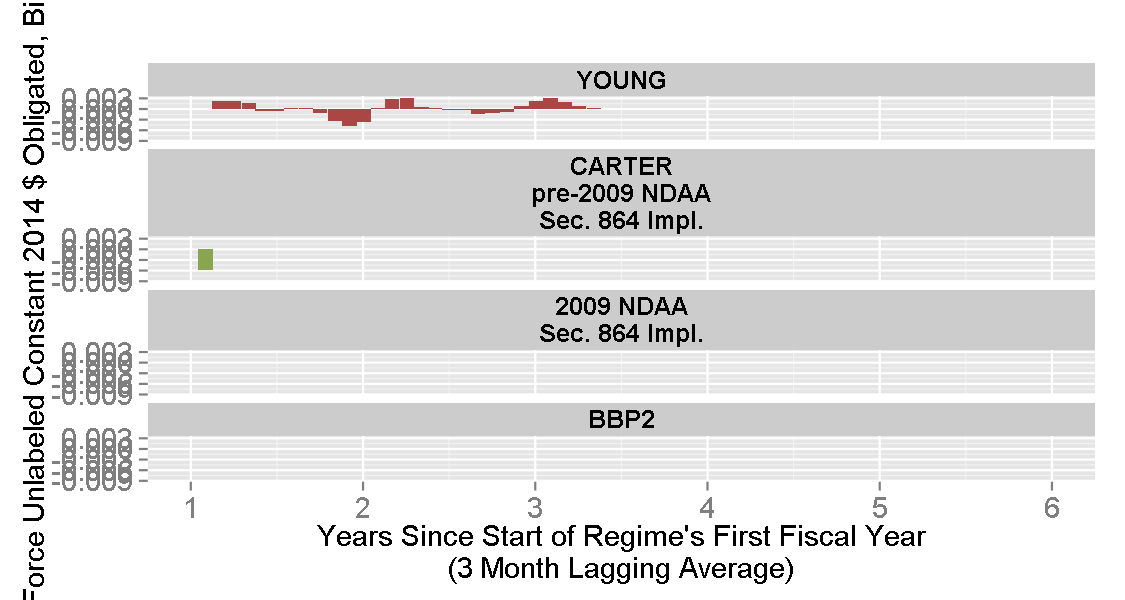 Force Unlabeled Constant 2014 $ Obligated, Bi
YOUNG
0.003
-0.009
CARTER
pre-2009 NDAA
Sec. 864 Impl.
0.003
-0.009
2009 NDAA
Sec. 864 Impl.
0.003
-0.009
BBP2
0.003
-0.009
1 2 3 4 5 6
Years Since Start of Regime's First Fiscal Year
(3 Month Lagging Average)